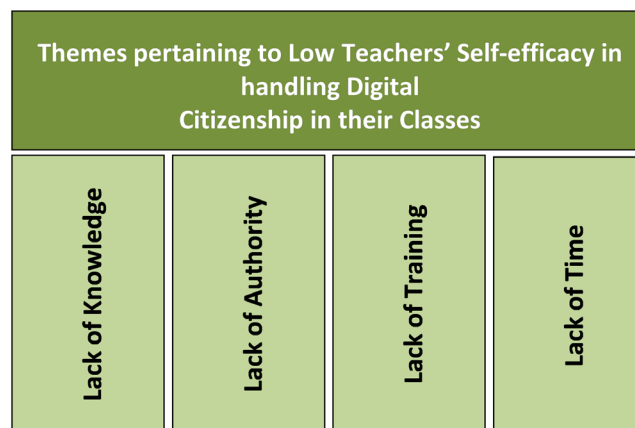 Themes pertaining to Low Teachers’ Self-efficacy in
handling Digital
Citizenship in their Classes
Lack of Knowledge
Lack of Authority
Lack of Training
Lack of Time